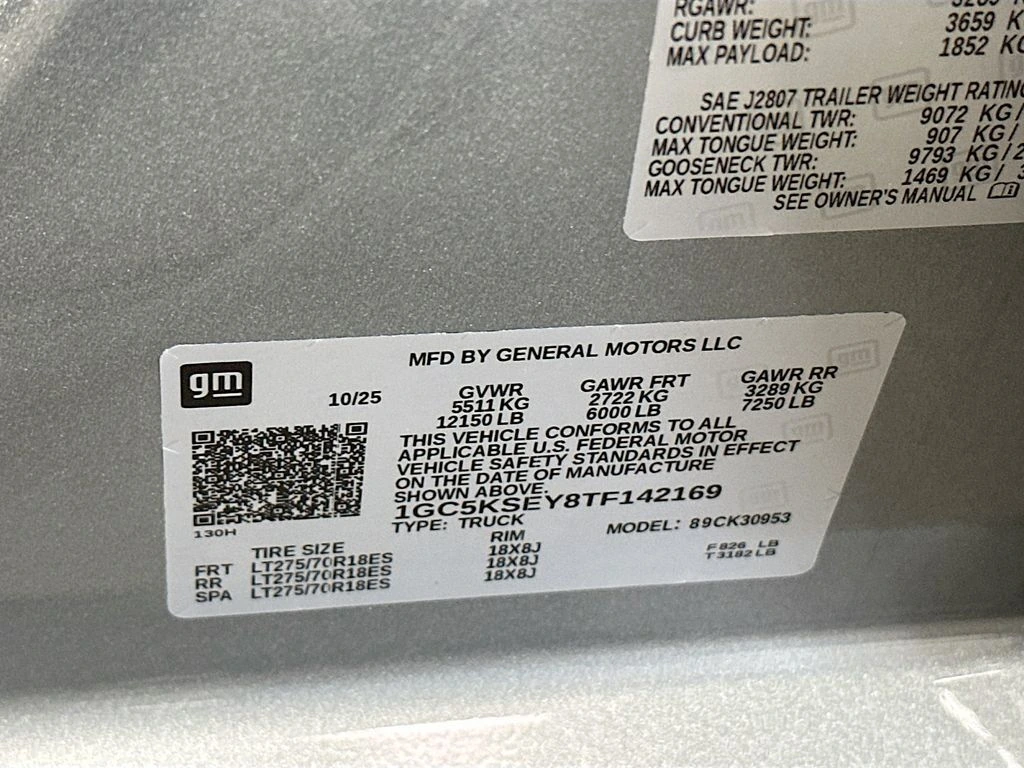 RGAWR:
CURB WEIGHT: 3659
MAX PAYLOAD: 1852 KG
SAE J2807 TRAILER WEIGHT RATING
CONVENTIONAL TWR: 9072 KG /
MAX TONGUE WEIGHT: 907 KG /
GOOSENECK TWR: 9793 KG / 2
MAX TONGUE WEIGHT: 1469 KG / 3
SEE OWNER'S MANUAL
gm
MFD BY GENERAL MOTORS LLC
10/25
GVWR GAWR FRT GAWR RR
5511 KG 2722 KG 3289 KG
12150 LB 6000 LB 7250 LB
THIS VEHICLE CONFORMS TO ALL
APPLICABLE U.S. FEDERAL MOTOR
VEHICLE SAFETY STANDARDS IN EFFECT
ON THE DATE OF MANUFACTURE
SHOWN ABOVE.
1GC5KSEY8TF142169
130H
TYPE: TRUCK MODEL: 89CK30953
TIRE SIZE RIM
FRT LT275/70R18ES 18X8J F 826 LB
RR LT275/70R18ES 18X8J T 3182 LB
SPA LT275/70R18ES 18X8J